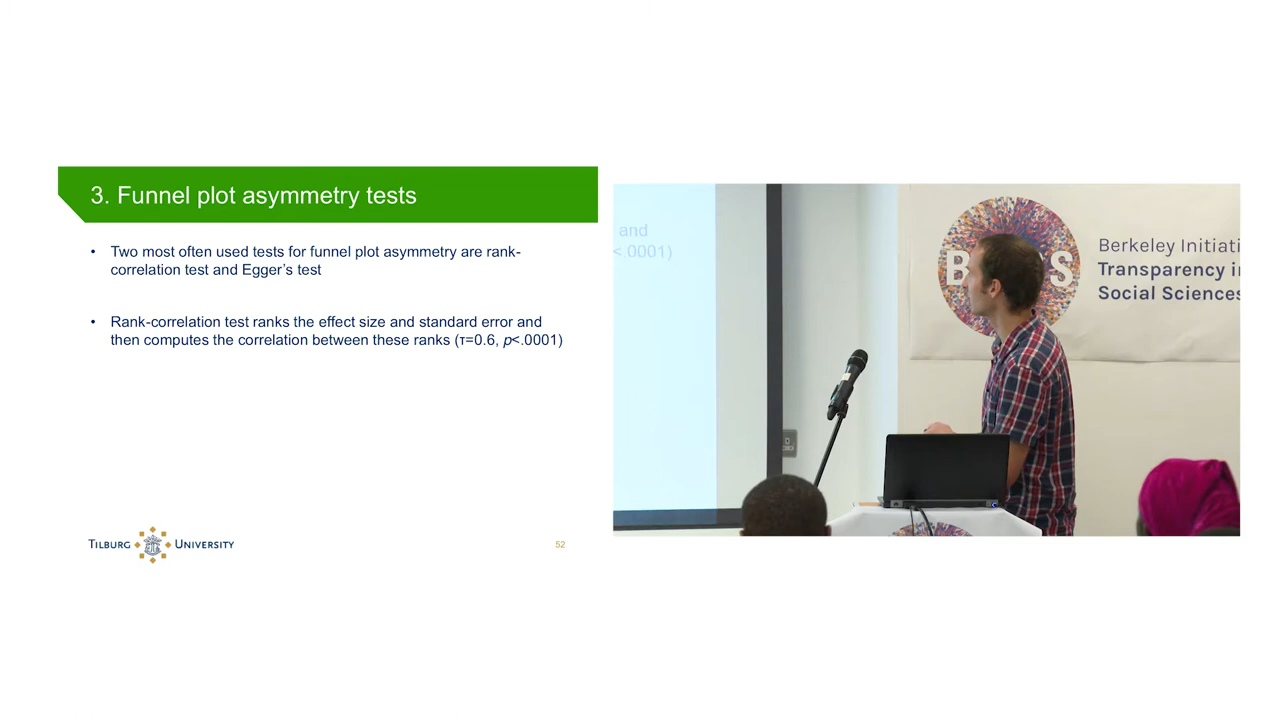 3. Funnel plot asymmetry tests
• Two most often used tests for funnel plot asymmetry are rank-
correlation test and Egger’s test
• Rank-correlation test ranks the effect size and standard error and
then computes the correlation between these ranks (τ=0.6, p<.0001)
TILBURG UNIVERSITY
52
and
<.0001)
B S
Berkeley Initiati
Transparency in
Social Sciences